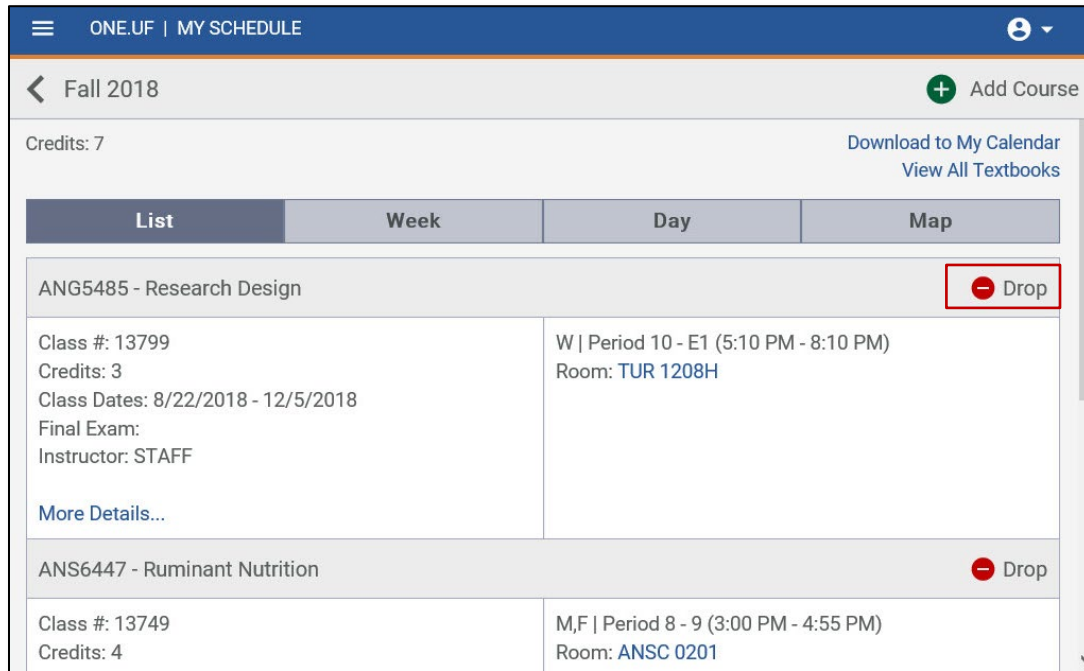 ONE.UF | MY SCHEDULE
Fall 2018
Add Course
Credits: 7
Download to My Calendar
View All Textbooks
List
Week
Day
Map
ANG5485 - Research Design
Drop
Class #: 13799
Credits: 3
Class Dates: 8/22/2018 - 12/5/2018
Final Exam:
Instructor: STAFF
More Details...
W | Period 10 - E1 (5:10 PM - 8:10 PM)
Room: TUR 1208H
ANS6447 - Ruminant Nutrition
Drop
Class #: 13749
Credits: 4
M,F | Period 8 - 9 (3:00 PM - 4:55 PM)
Room: ANSC 0201